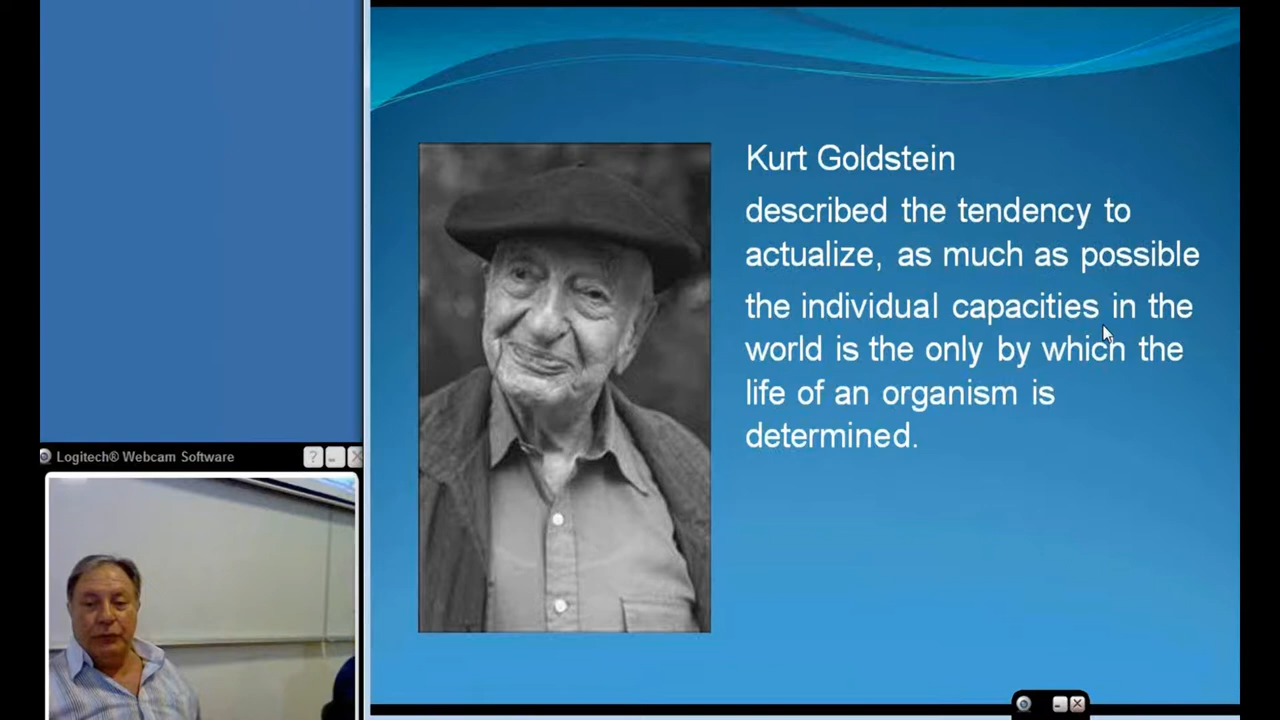 Kurt Goldstein
described the tendency to
actualize, as much as possible
the individual capacities in the
world is the only by which the
life of an organism is
determined.
Logitech® Webcam Software